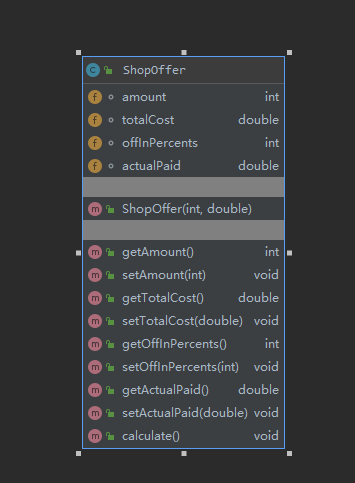 ShopOffer
amount int
totalCost double
offInPercents int
actualPaid double
ShopOffer(int, double)
getAmount() int
setAmount(int) void
getTotalCost() double
setTotalCost(double) void
getOffInPercents() int
setOffInPercents(int) void
getActualPaid() double
setActualPaid(double) void
calculate() void